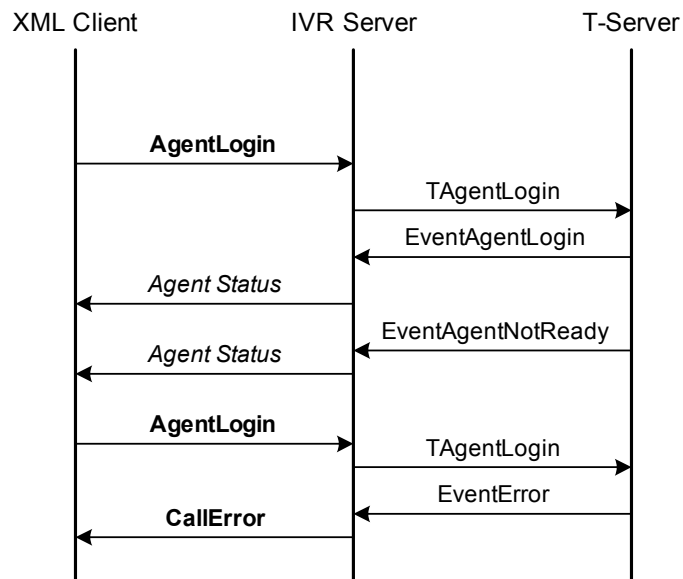 XML Client
IVR Server
T-Server
AgentLogin
TAgentLogin
EventAgentLogin
Agent Status
EventAgentNotReady
Agent Status
AgentLogin
TAgentLogin
EventError
CallError